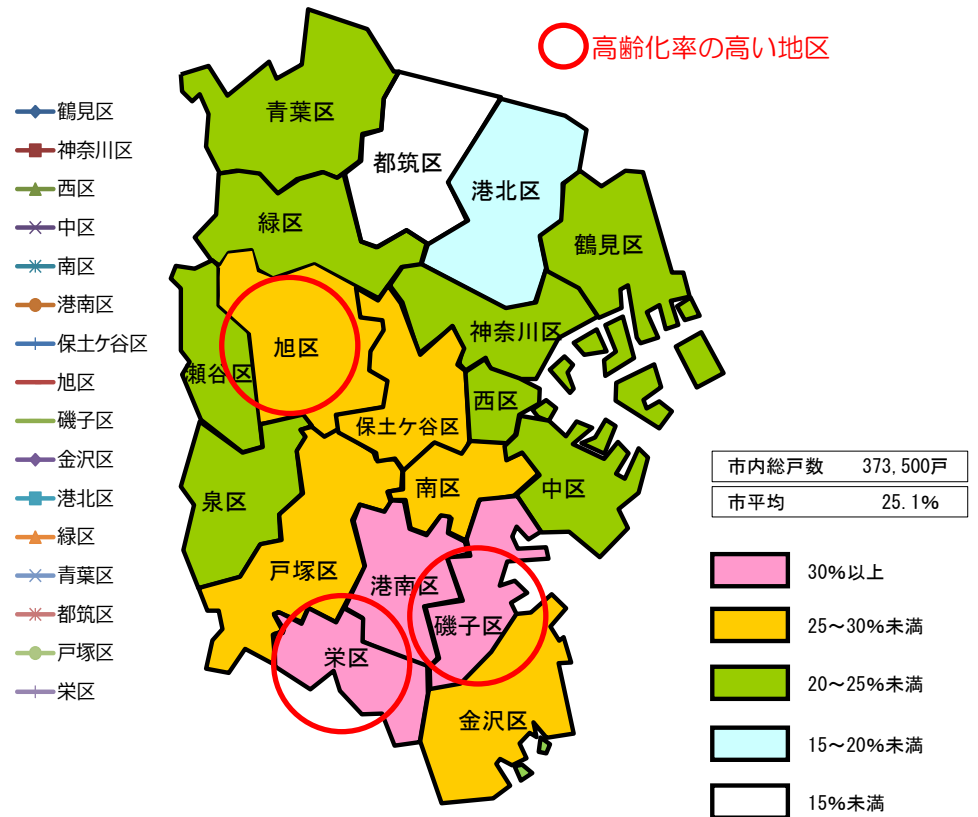 高齢化率の高い地区
鶴見区
神奈川区
西区
中区
南区
港南区
保土ケ谷区
旭区
磯子区
金沢区
港北区
緑区
青葉区
都筑区
戸塚区
栄区
青葉区
都筑区
港北区
緑区
鶴見区
神奈川区
旭区
瀬谷区
西区
保土ケ谷区
南区
中区
泉区
戸塚区
港南区
磯子区
栄区
金沢区
市内総戸数 373,500戸
市平均 25.1%
30%以上
25～30%未満
20～25%未満
15～20%未満
15%未満